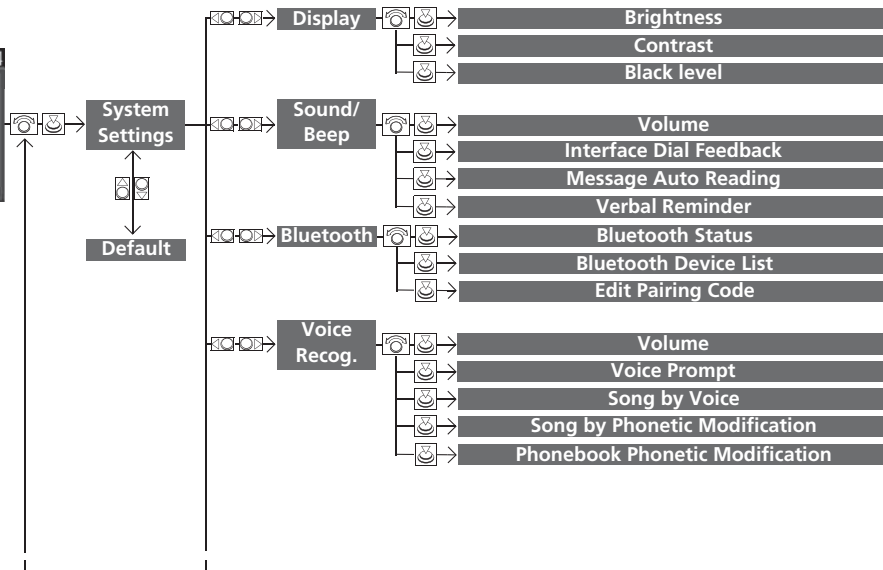 Display
Brightness
Contrast
Black level
System
Settings
Default
Sound/
Beep
Volume
Interface Dial Feedback
Message Auto Reading
Verbal Reminder
Bluetooth
Bluetooth Status
Bluetooth Device List
Edit Pairing Code
Voice
Recog.
Volume
Voice Prompt
Song by Voice
Song by Phonetic Modification
Phonebook Phonetic Modification